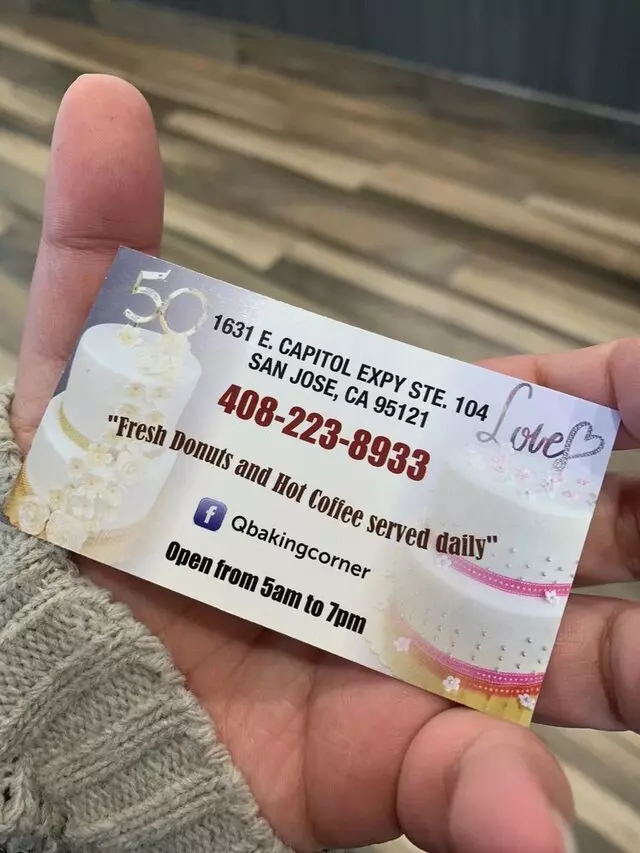 50
1631 E. CAPITOL EXPY STE. 104
SAN JOSE, CA 95121
408-223-8933
Love
"Fresh Donuts and Hot Coffee served daily"
f Qbakingcorner
Open from 5am to 7pm